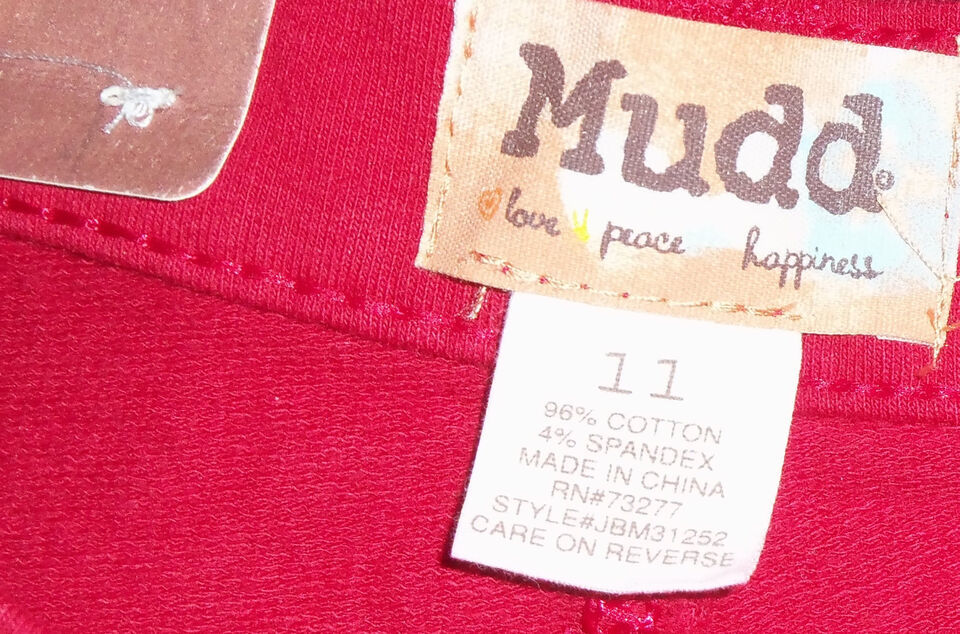 Mudd®
love peace happiness
11
96% COTTON
4% SPANDEX
MADE IN CHINA
RN#73277
STYLE#JBM31252
CARE ON REVERSE